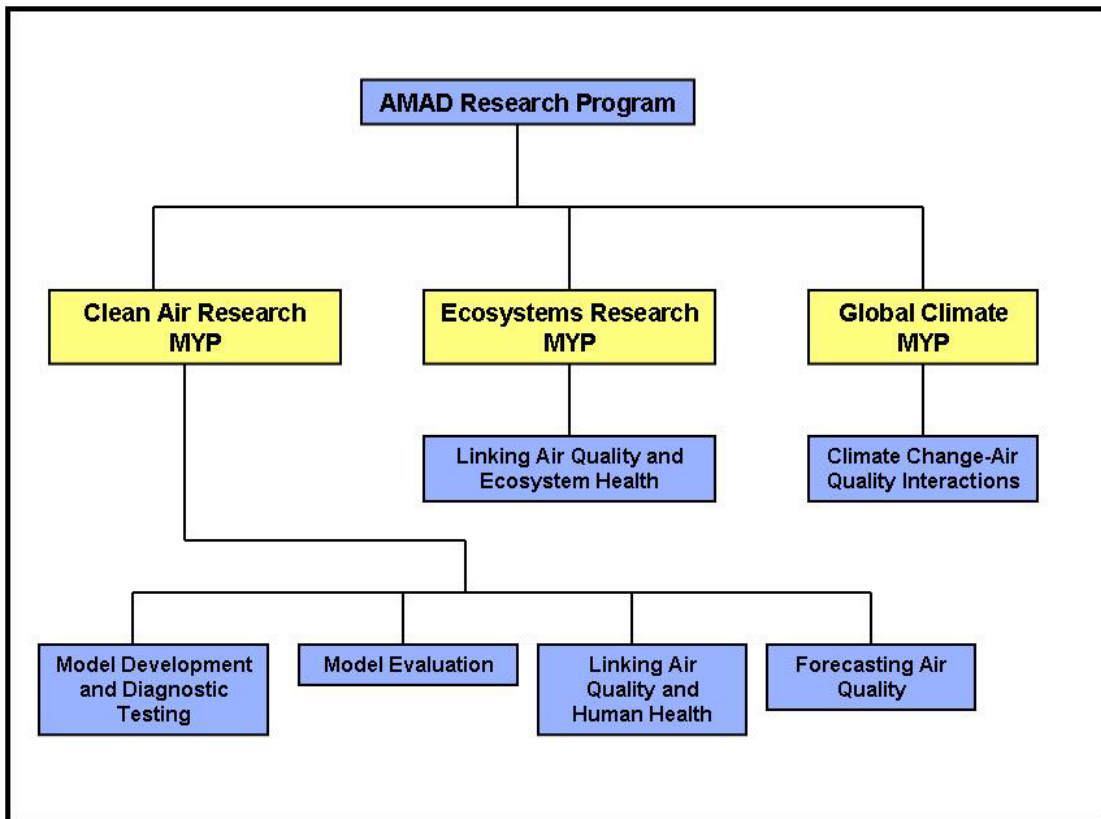 AMAD Research Program
Clean Air Research
MYP
Ecosystems Research
MYP
Global Climate
MYP
Linking Air Quality and
Ecosystem Health
Climate Change-Air
Quality Interactions
Model Development
and Diagnostic
Testing
Model Evaluation
Linking Air
Quality and
Human Health
Forecasting Air
Quality